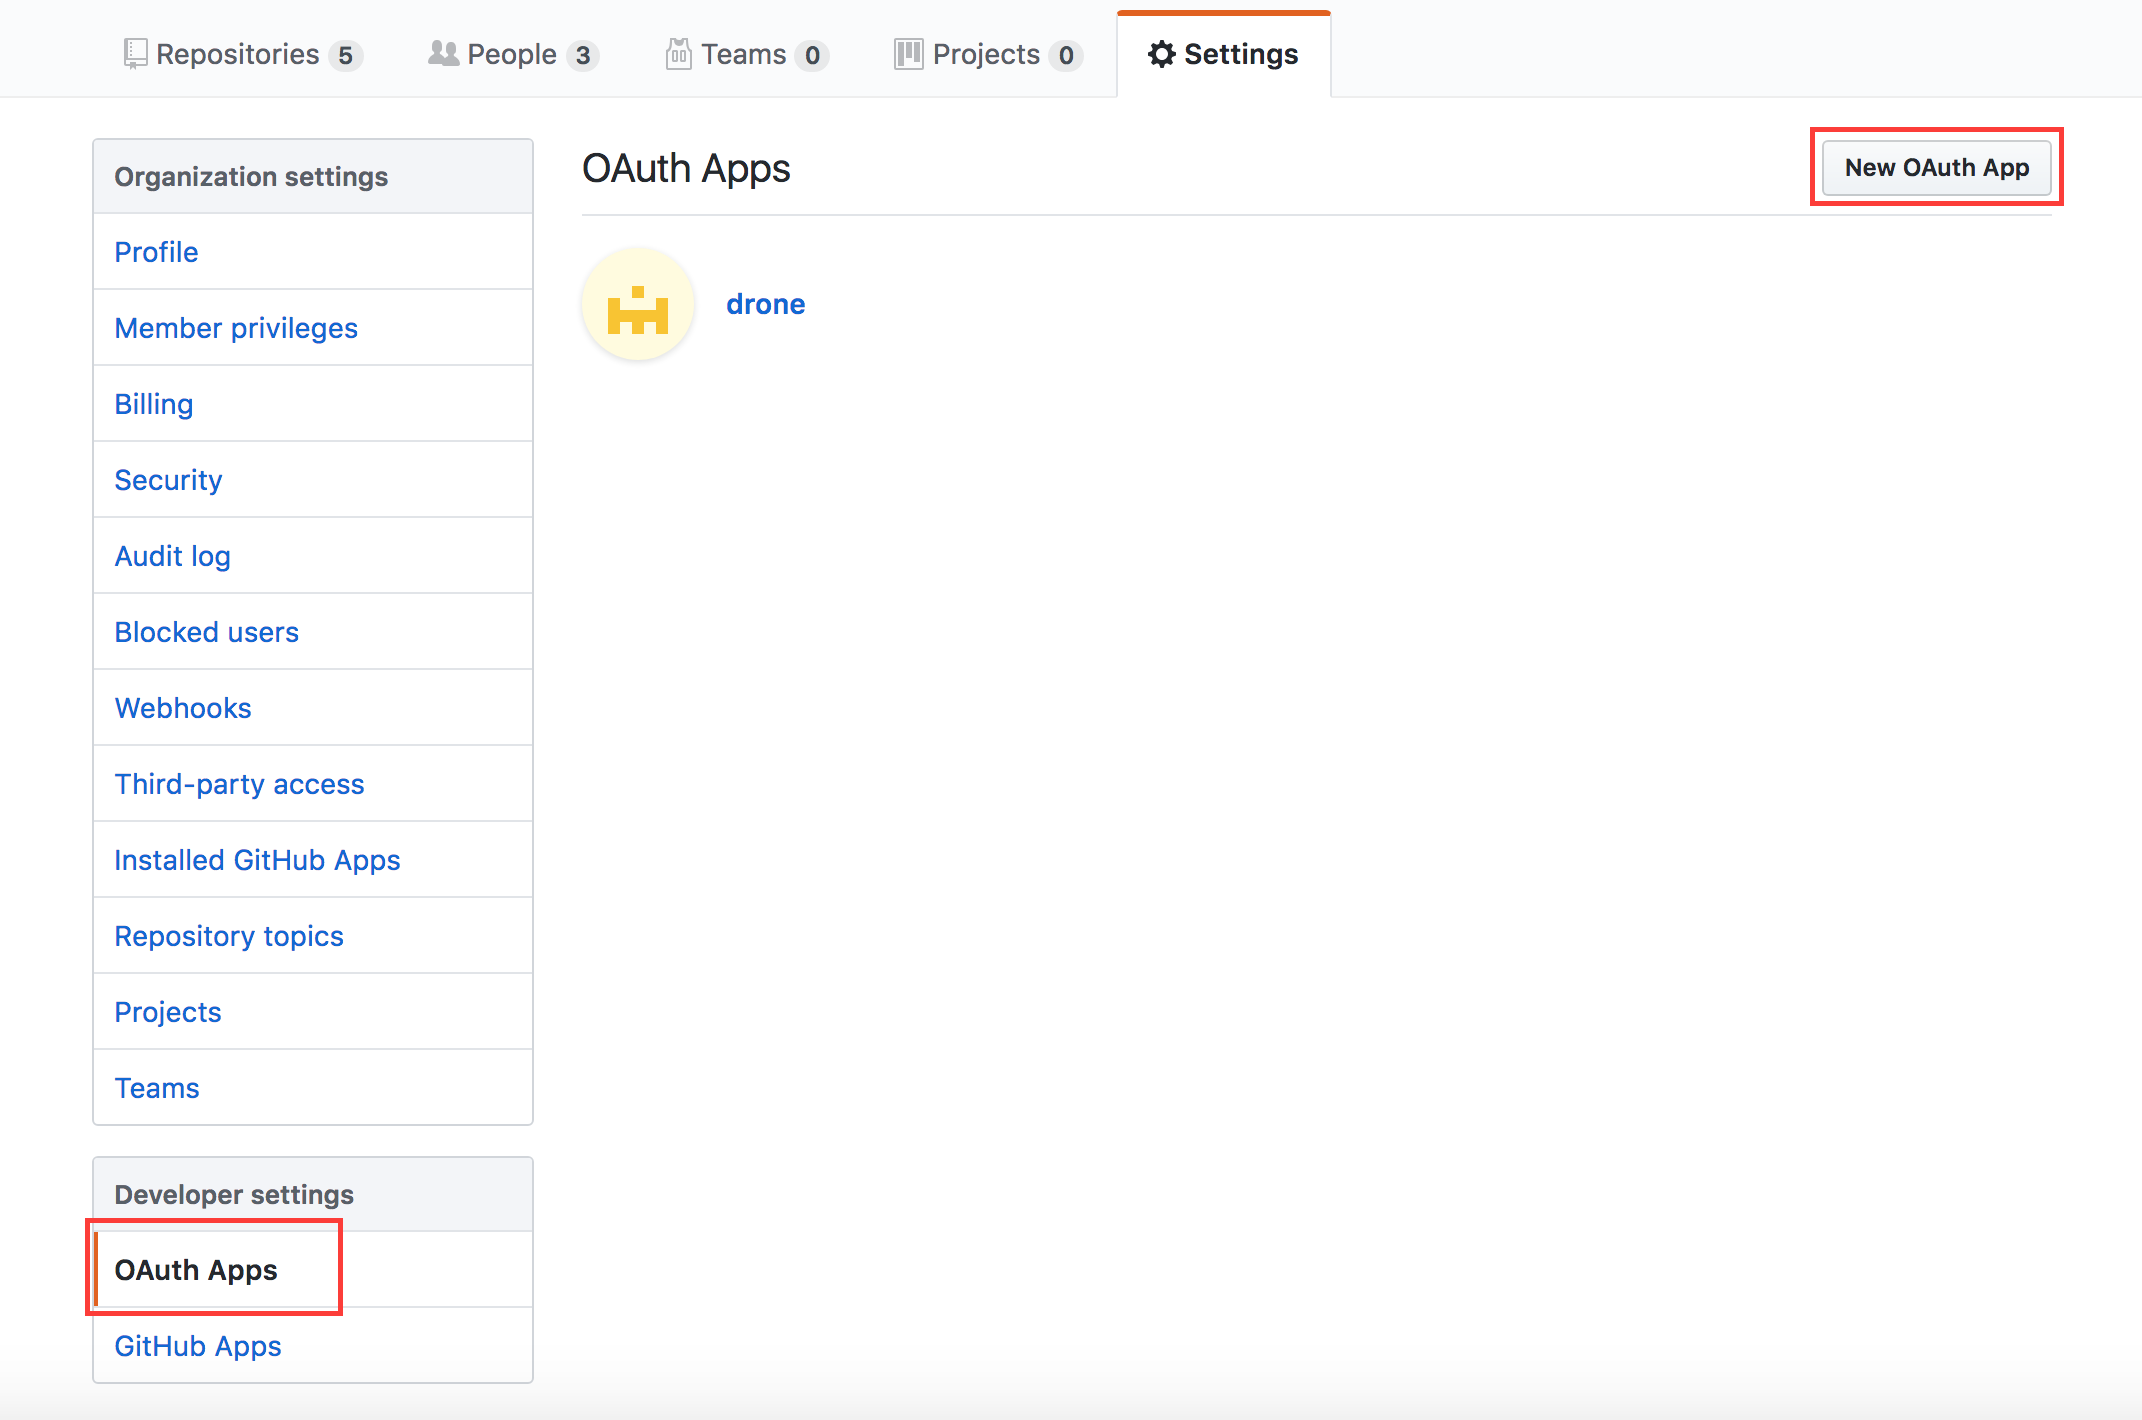 Repositories 5 People 3 Teams 0 Projects 0 Settings
Organization settings
Profile
Member privileges
Billing
Security
Audit log
Blocked users
Webhooks
Third-party access
Installed GitHub Apps
Repository topics
Projects
Teams
Developer settings
OAuth Apps
GitHub Apps
OAuth Apps
New OAuth App
drone